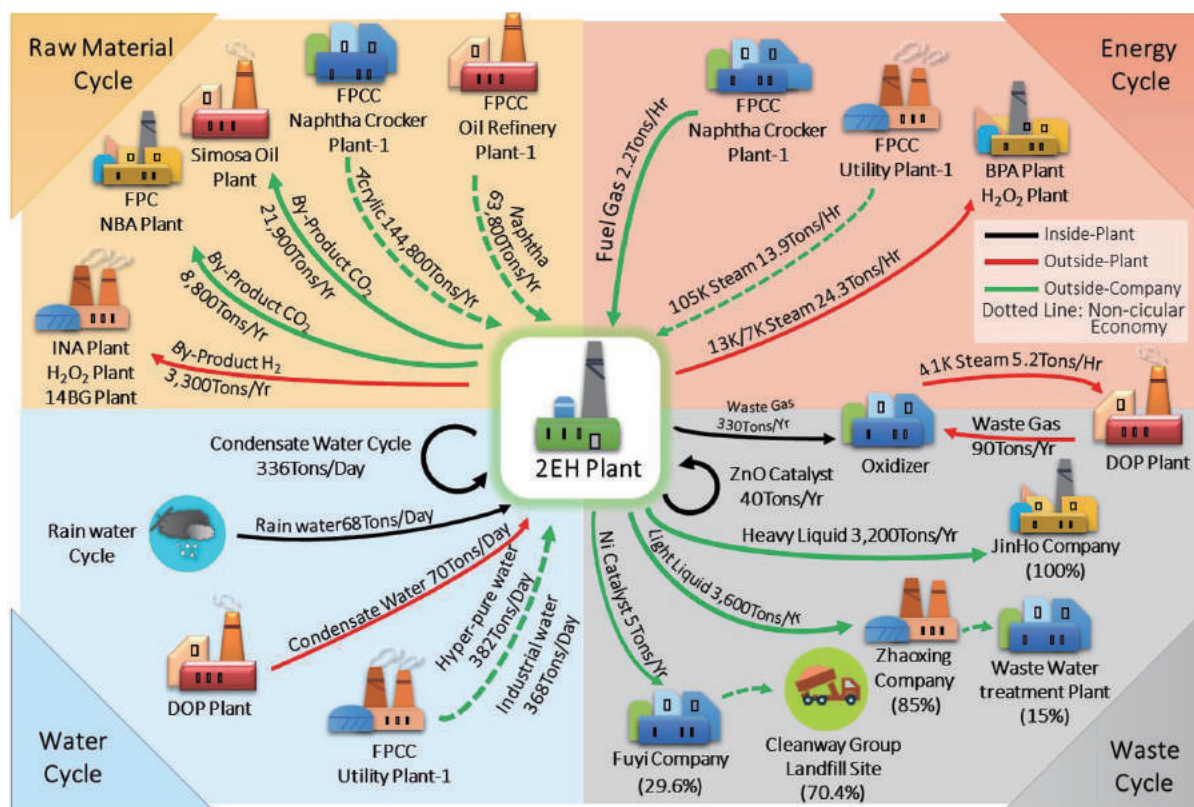 Raw Material
Cycle
FPCC
Naphtha Crocker
Plant-1
FPCC
Oil Refinery
Plant-1
Simosa Oil
Plant
FPC
NBA Plant
INA Plant
H₂O₂ Plant
14BG Plant
Naphtha
63,800Tons/Yr
Acrylic 144,800Tons/Yr
By-Product CO₂
21,900Tons/Yr
By-Product CO₂
8,800Tons/Yr
By-Product H₂
3,300Tons/Yr
Energy
Cycle
FPCC
Naphtha Crocker
Plant-1
FPCC
Utility Plant-1
BPA Plant
H₂O₂ Plant
Fuel Gas 2.2Tons/Hr
105K Steam 13.9Tons/Hr
13K/7K Steam 24.3Tons/Hr
Inside-Plant
Outside-Plant
Outside-Company
Dotted Line: Non-cicular
Economy
2EH Plant
Condensate Water Cycle
336Tons/Day
Rain water
Cycle
Rain water68Tons/Day
Condensate Water 70Tons/Day
DOP Plant
Hyper-pure water
382Tons/Day
Industrial water
368Tons/Day
FPCC
Utility Plant-1
Water
Cycle
41K Steam 5.2Tons/Hr
Waste Gas
330Tons/Yr
Oxidizer
Waste Gas
90Tons/Yr
DOP Plant
ZnO Catalyst
40Tons/Yr
Heavy Liquid 3,200Tons/Yr
JinHo Company
(100%)
Light Liquid 3,600Tons/Yr
Zhaoxing
Company
(85%)
Waste Water
treatment Plant
(15%)
Ni Catalyst 5Tons/Yr
Fuyi Company
(29.6%)
Cleanway Group
Landfill Site
(70.4%)
Waste
Cycle